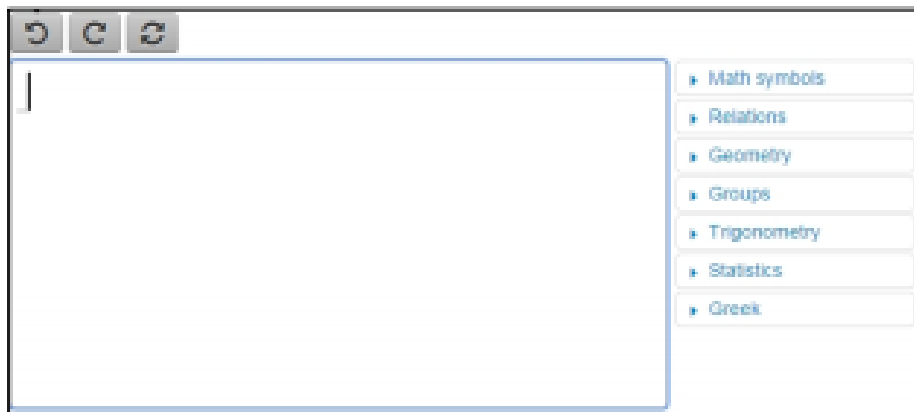 Math symbols
Relations
Geometry
Groups
Trigonometry
Statistics
Greek